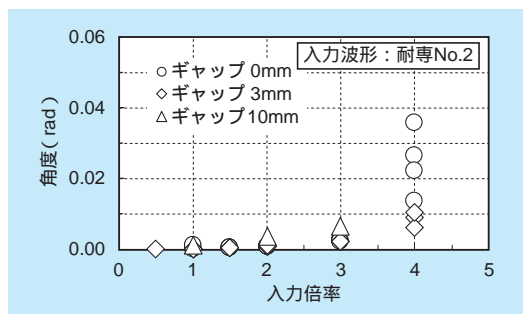 0.06
入力波形：耐専No.2
○ギャップ 0mm
◇ギャップ 3mm
△ギャップ10mm
0.04
0.02
0.00
角度( rad )
0 1 2 3 4 5
入力倍率